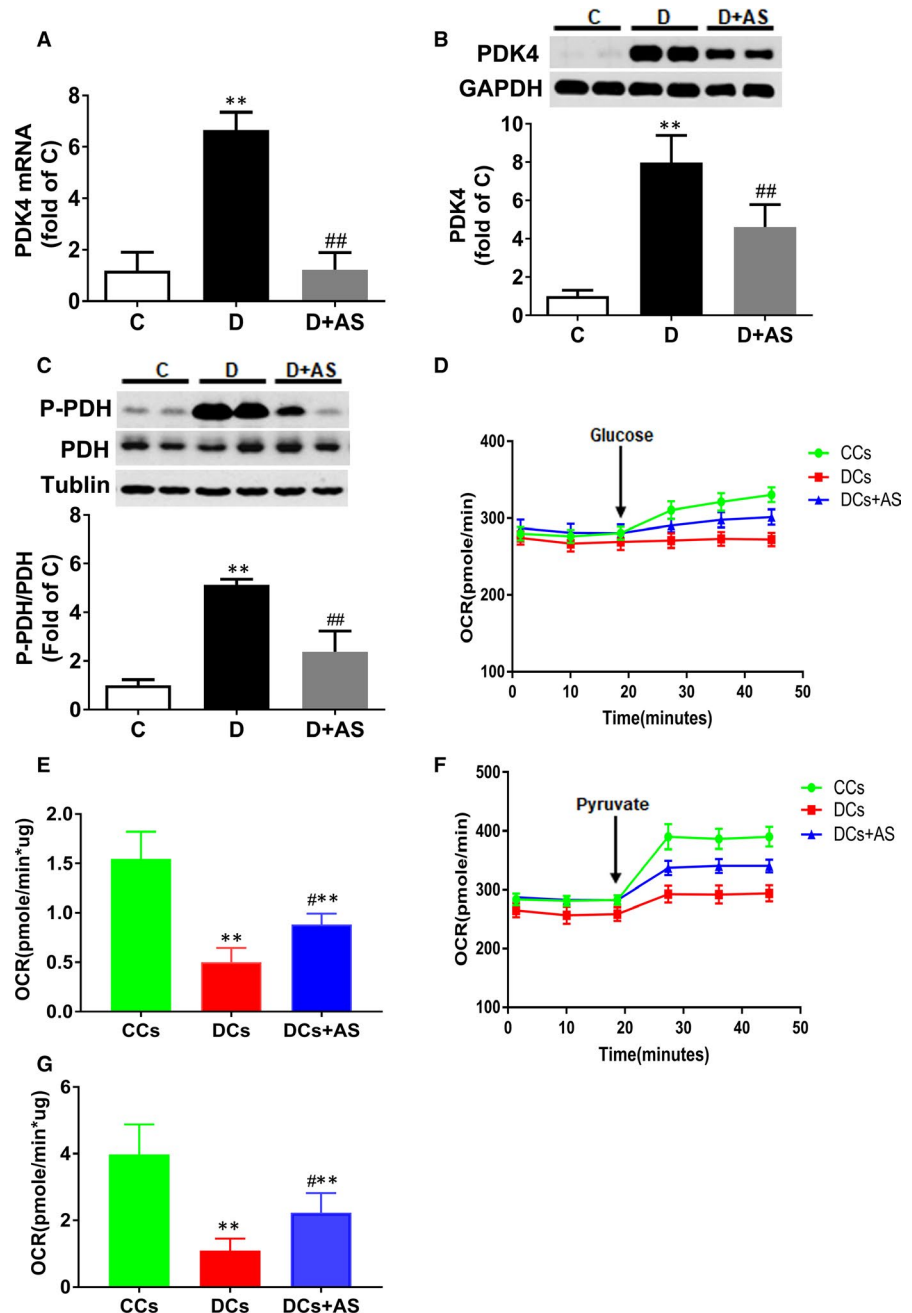 A
PDK4 mRNA
(fold of C)
8
6
4
2
0
**
##
C
D
D+AS
B
C
D
D+AS
PDK4
GAPDH
PDK4
(fold of C)
10
8
6
4
2
0
**
##
C
D
D+AS
C
C
D
D+AS
P-PDH
PDH
Tublin
P-PDH/PDH
(Fold of C)
8
6
4
2
0
**
##
C
D
D+AS
D
OCR(pmole/min)
400
300
200
100
Glucose
CCs
DCs
DCs+AS
0
10
20
30
40
50
Time(minutes)
E
OCR(pmole/min*ug)
2.0
1.5
1.0
0.5
0.0
**
#**
CCs
DCs
DCs+AS
F
OCR(pmole/min)
500
400
300
200
100
Pyruvate
CCs
DCs
DCs+AS
0
10
20
30
40
50
Time(minutes)
G
OCR(pmole/min*ug)
6
4
2
0
**
#**
CCs
DCs
DCs+AS